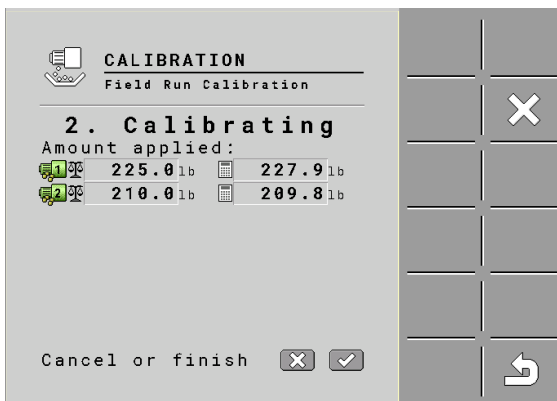 CALIBRATION
Field Run Calibration
2. Calibrating
Amount applied:
1 225.0 lb 227.9 lb
2 210.0 lb 209.8 lb
Cancel or finish